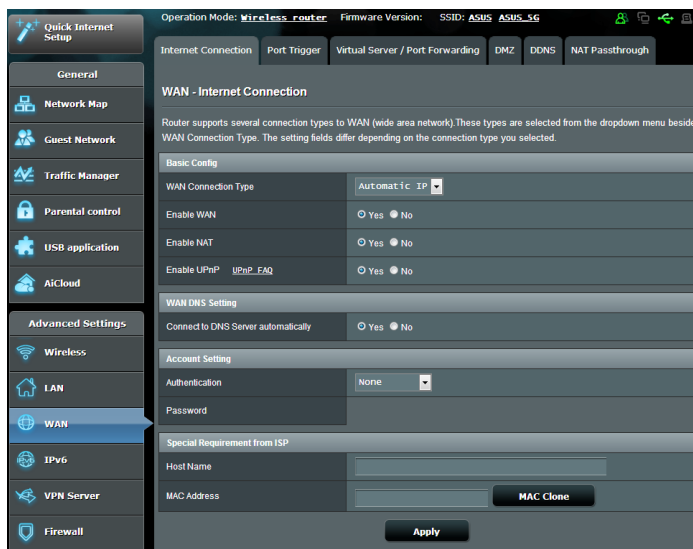 Quick Internet Setup
Operation Mode: Wireless router Firmware Version: SSID: ASUS ASUS_5G
Internet Connection Port Trigger Virtual Server / Port Forwarding DMZ DDNS NAT Passthrough
General
Network Map
Guest Network
Traffic Manager
Parental control
USB application
AiCloud
Advanced Settings
Wireless
LAN
WAN
IPv6
VPN Server
Firewall
WAN - Internet Connection
Router supports several connection types to WAN (wide area network).These types are selected from the dropdown menu beside
WAN Connection Type. The setting fields differ depending on the connection type you selected.
Basic Config
WAN Connection Type Automatic IP
Enable WAN Yes No
Enable NAT Yes No
Enable UPnP UPnP FAQ Yes No
WAN DNS Setting
Connect to DNS Server automatically Yes No
Account Setting
Authentication None
Password
Special Requirement from ISP
Host Name
MAC Address MAC Clone
Apply